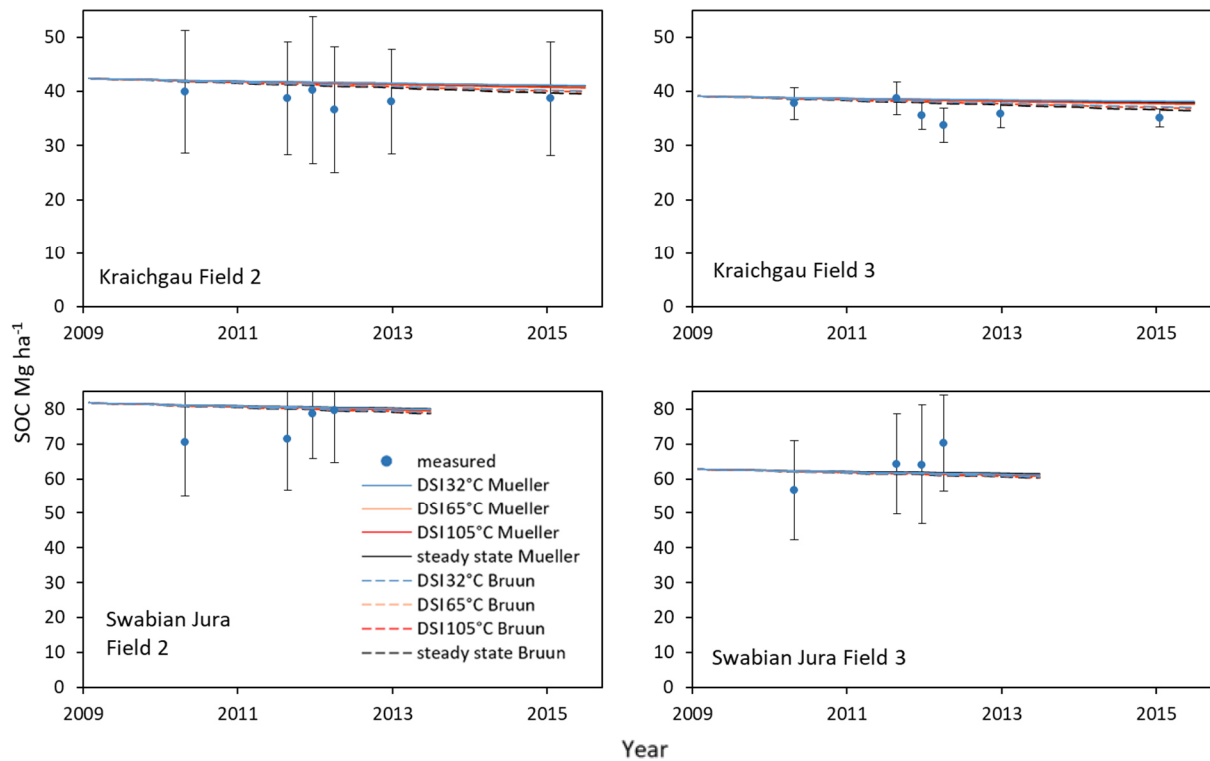 50
40
30
20
10
0
Kraichgau Field 2
2009
2011
2013
2015
50
40
30
20
10
0
Kraichgau Field 3
2009
2011
2013
2015
SOC Mg ha⁻¹
80
70
60
50
40
30
20
10
0
measured
DSI32°C Mueller
DSI65°C Mueller
DSI105°C Mueller
steady state Mueller
DSI32°C Bruun
DSI65°C Bruun
DSI105°C Bruun
steady state Bruun
Swabian Jura
Field 2
2009
2011
2013
2015
80
70
60
50
40
30
20
10
0
Swabian Jura Field 3
2009
2011
2013
2015
Year